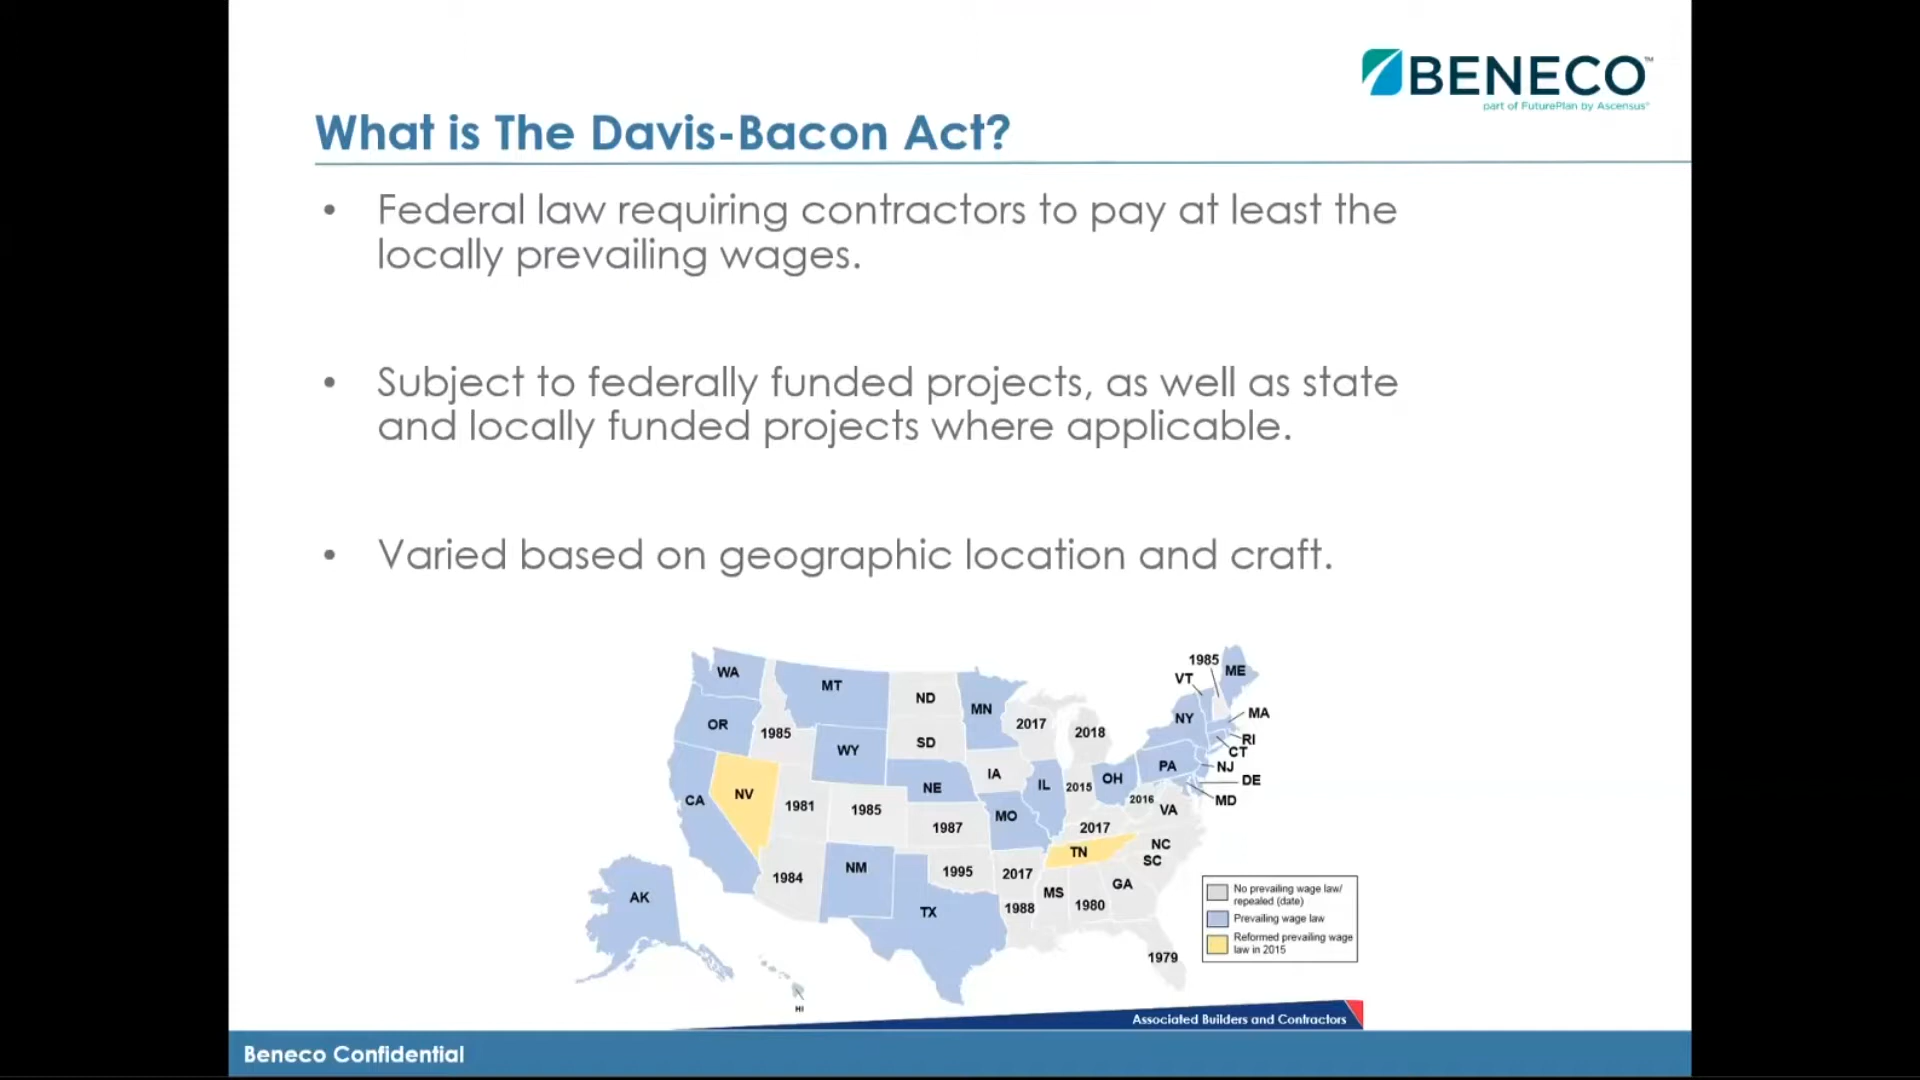 BENECO™
part of FuturePlan by Ascensus®
What is The Davis-Bacon Act?
• Federal law requiring contractors to pay at least the
locally prevailing wages.
• Subject to federally funded projects, as well as state
and locally funded projects where applicable.
• Varied based on geographic location and craft.
1985
WA
MT
ND
MN
VT
ME
OR
1985
WY
SD
2017
2018
NY
MA
RI
CT
CA
NV
1981
1985
NE
IA
IL
2015
OH
PA
NJ
DE
MD
1987
MO
2016
VA
2017
1984
NM
1995
2017
TN
NC
SC
AK
TX
1988
MS
1980
GA
1979
HI
No prevailing wage law/
repealed (date)
Prevailing wage law
Reformed prevailing wage
law in 2015
Associated Builders and Contractors
Beneco Confidential